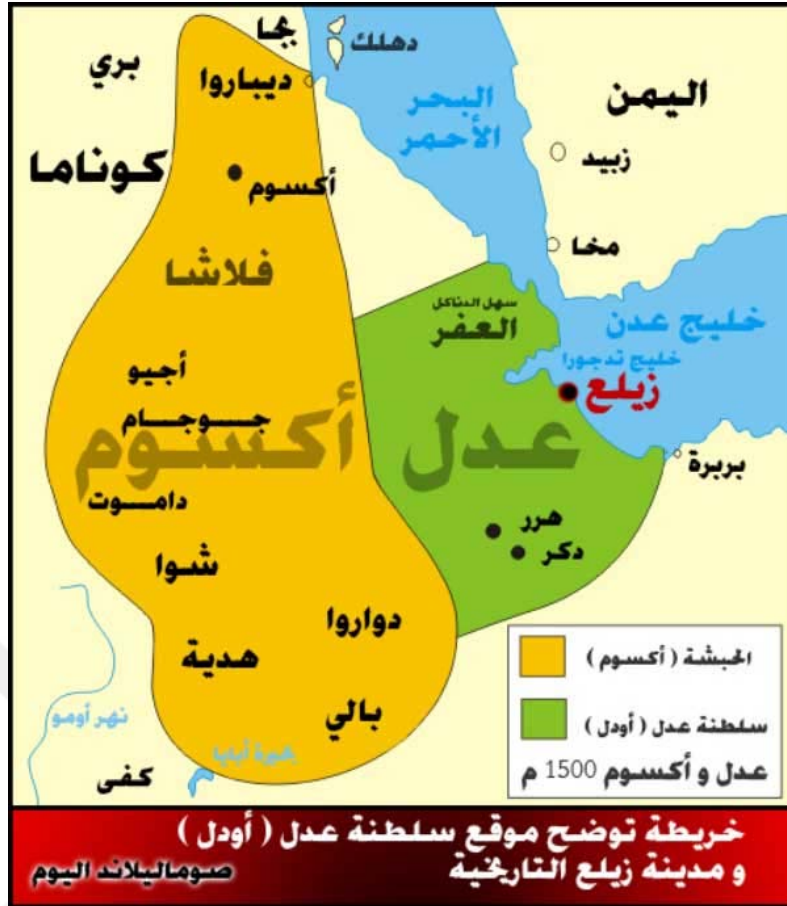 دهلك
بجا
بري
ديباروا
البحر
الأحمر
اليمن
كوناما
زبيد
أكسوم
مخا
فلاشا
سهل الدناكل
العفر
خليج عدن
خليج تدجورا
زيلع
أجيو
جوجام
عدل أكسوم
بربرة
داموت
هرر
دكر
شوا
دواروا
هدية
بالي
نهر أومو
بحيرة أبايا
كفى
الحبشة ( أكسوم )
سلطنة عدل ( أودل )
عدل و أكسوم 1500 م
خريطة توضح موقع سلطنة عدل ( أودل )
و مدينة زيلع التاريخية
صوماليلاند اليوم